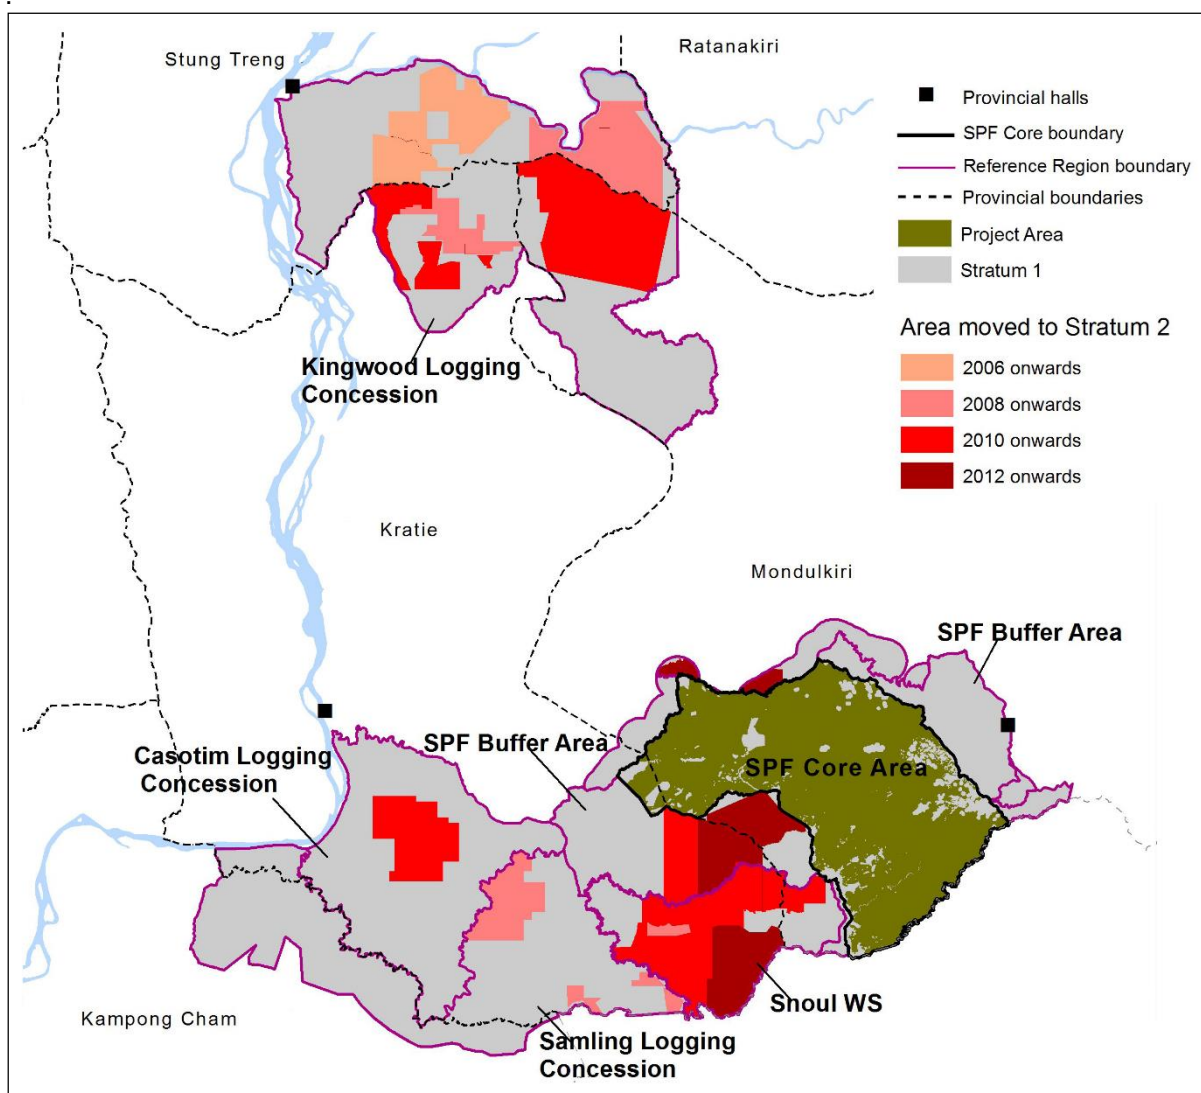 .
Stung Treng
Ratanakiri
Provincial halls
SPF Core boundary
Reference Region boundary
Provincial boundaries
Project Area
Stratum 1
Area moved to Stratum 2
2006 onwards
2008 onwards
2010 onwards
2012 onwards
Kingwood Logging
Concession
Kratie
Mondulkiri
SPF Buffer Area
SPF Buffer Area
Casotim Logging
Concession
SPF Core Area
Snoul WS
Kampong Cham
Samling Logging
Concession